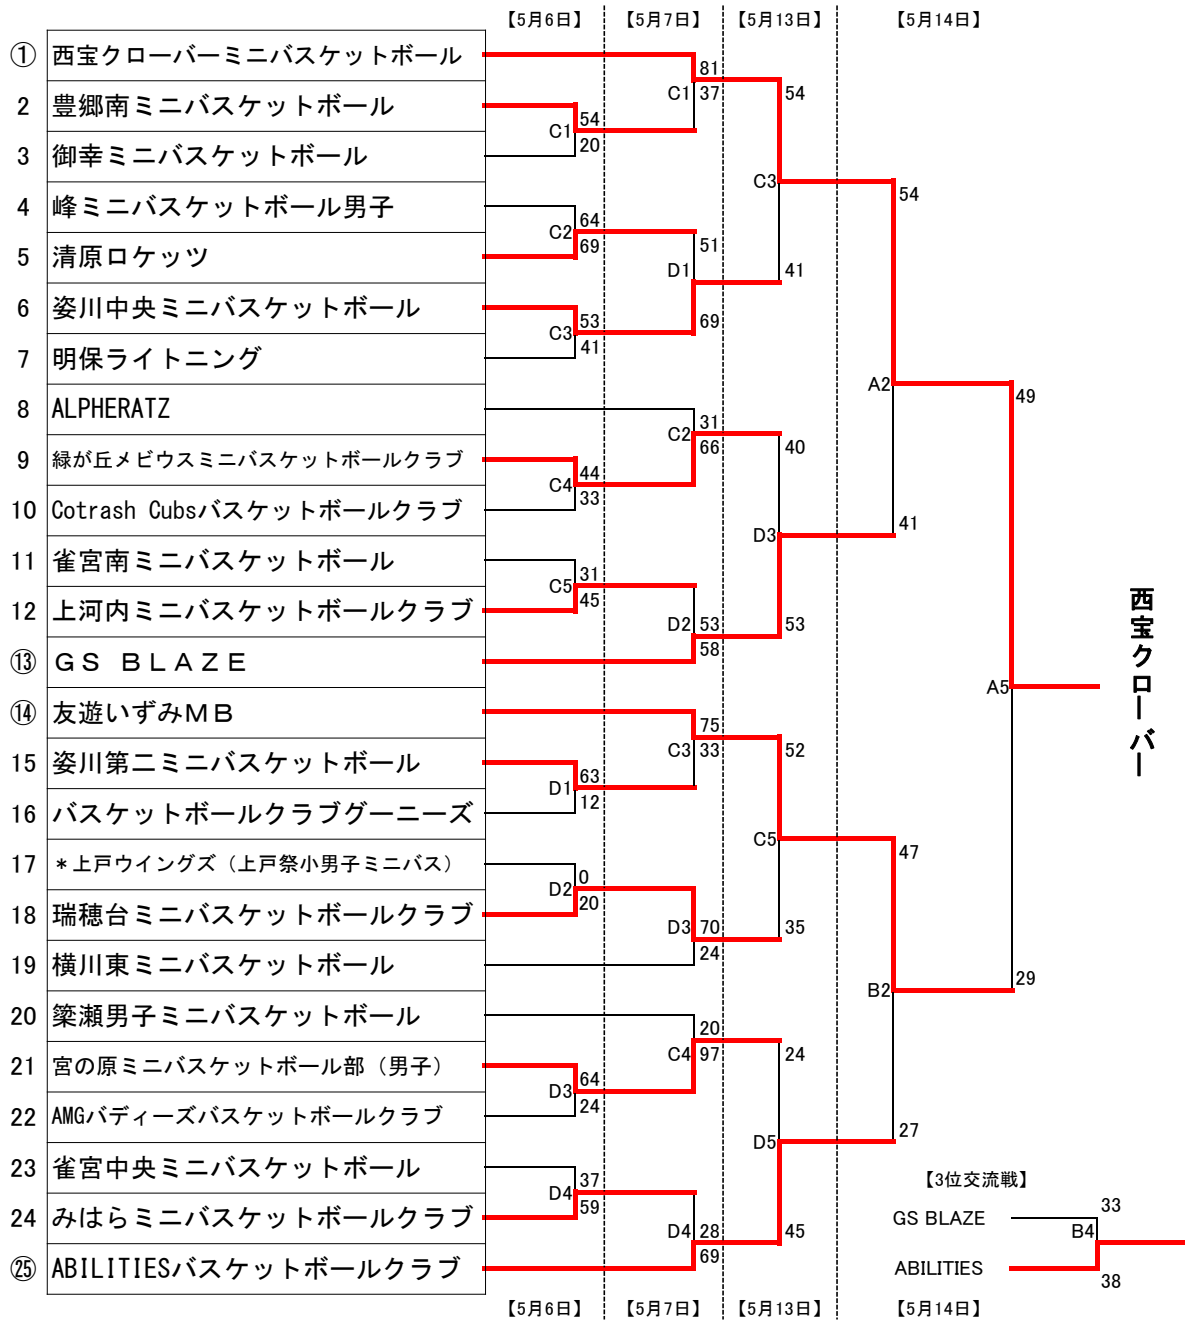 【5月6日】 【5月7日】 【5月13日】 【5月14日】
① 西宝クローバーミニバスケットボール
2 豊郷南ミニバスケットボール
3 御幸ミニバスケットボール
4 峰ミニバスケットボール男子
5 清原ロケッツ
6 姿川中央ミニバスケットボール
7 明保ライトニング
8 ALPHERATZ
9 緑が丘メビウスミニバスケットボールクラブ
10 Cotrash Cubsバスケットボールクラブ
11 雀宮南ミニバスケットボール
12 上河内ミニバスケットボールクラブ
⑬ ＧＳ ＢＬＡＺＥ
⑭ 友遊いずみＭＢ
15 姿川第二ミニバスケットボール
16 バスケットボールクラブグーニーズ
17 *上戸ウイングズ（上戸祭小男子ミニバス）
18 瑞穂台ミニバスケットボールクラブ
19 横川東ミニバスケットボール
20 簗瀬男子ミニバスケットボール
21 宮の原ミニバスケットボール部（男子）
22 AMGバディーズバスケットボールクラブ
23 雀宮中央ミニバスケットボール
24 みはらミニバスケットボールクラブ
㉕ ABILITIESバスケットボールクラブ
C1 54 20
C2 64 69
C3 53 41
C4 44 33
C5 31 45
D1 63 12
D2 0 20
D3 64 24
D4 37 59
C1 81 37
D1 51 69
C2 31 66
D2 53 58
C3 75 33
D3 70 24
C4 20 97
D4 28 69
C3 54 41
D3 40 53
C5 52 35
D5 24 45
A2 54 41
B2 47 27
A5 49 29
西宝クローバー
【3位交流戦】
GS BLAZE 33
B4
ABILITIES 38
【5月6日】 【5月7日】 【5月13日】 【5月14日】